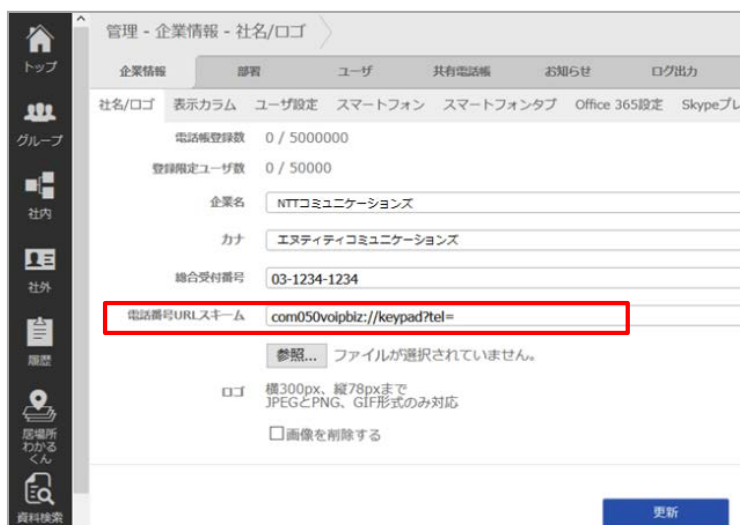 管理 - 企業情報 - 社名/ロゴ
トップ
グループ
社内
社外
履歴
居場所
わかる
くん
資料検索
企業情報 部署 ユーザ 共有電話帳 お知らせ ログ出力
社名/ロゴ 表示カラム ユーザ設定 スマートフォン スマートフォンタブ Office 365設定 Skypeプレ
電話帳登録数 0 / 5000000
登録限定ユーザ数 0 / 50000
企業名 NTTコミュニケーションズ
カナ エヌティティコミュニケーションズ
総合受付番号 03-1234-1234
電話番号URLスキーム com050voipbiz://keypad?tel=
参照... ファイルが選択されていません。
ロゴ 横300px、縦78pxまで
JPEGとPNG、GIF形式のみ対応
画像を削除する
更新